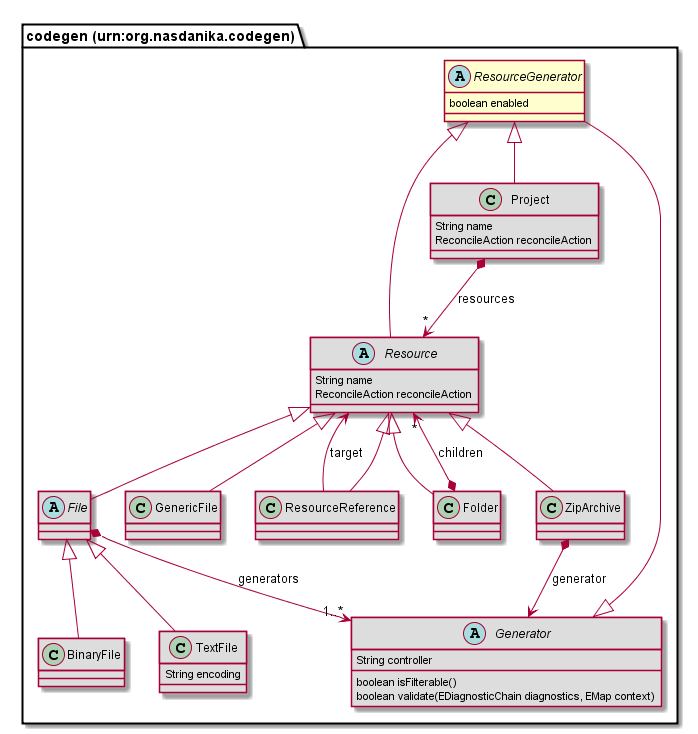 codegen (urn:org.nasdanika.codegen)
A ResourceGenerator
boolean enabled
C Project
String name
ReconcileAction reconcileAction
resources
*
A Resource
String name
ReconcileAction reconcileAction
target
*
children
A File
C GenericFile
C ResourceReference
C Folder
C ZipArchive
generators
generator
1..*
C BinaryFile
C TextFile
String encoding
A Generator
String controller
boolean isFilterable()
boolean validate(EDiagnosticChain diagnostics, EMap context)